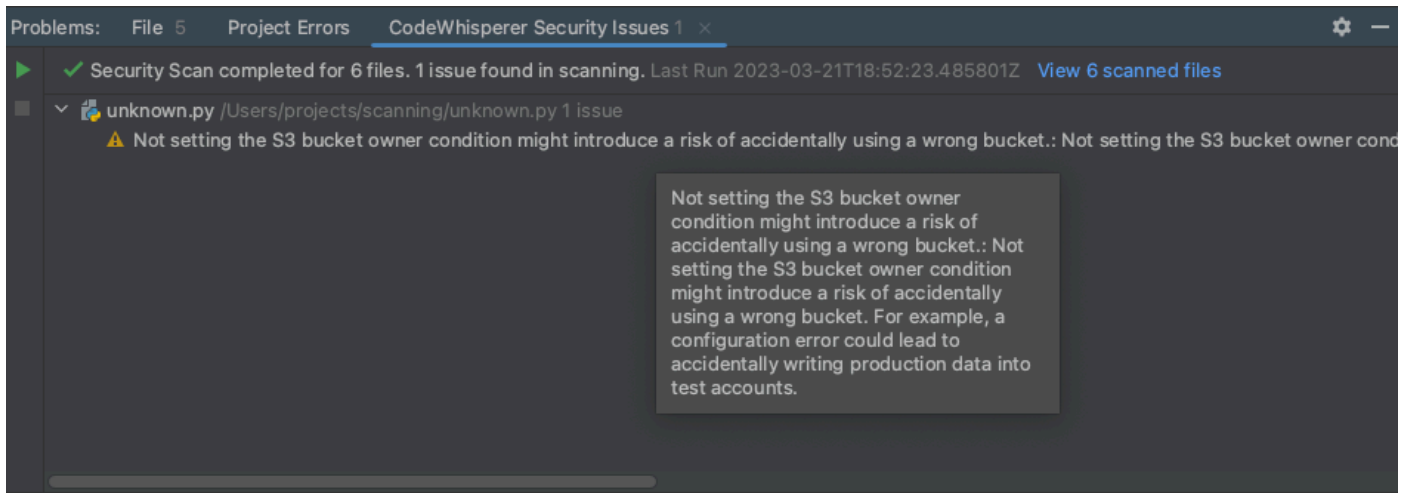 Problems: File 5 Project Errors CodeWhisperer Security Issues 1
Security Scan completed for 6 files. 1 issue found in scanning. Last Run 2023-03-21T18:52:23.485801Z View 6 scanned files
unknown.py /Users/projects/scanning/unknown.py 1 issue
Not setting the S3 bucket owner condition might introduce a risk of accidentally using a wrong bucket.: Not setting the S3 bucket owner cond
Not setting the S3 bucket owner
condition might introduce a risk of
accidentally using a wrong bucket.: Not
setting the S3 bucket owner condition
might introduce a risk of accidentally
using a wrong bucket. For example, a
configuration error could lead to
accidentally writing production data into
test accounts.